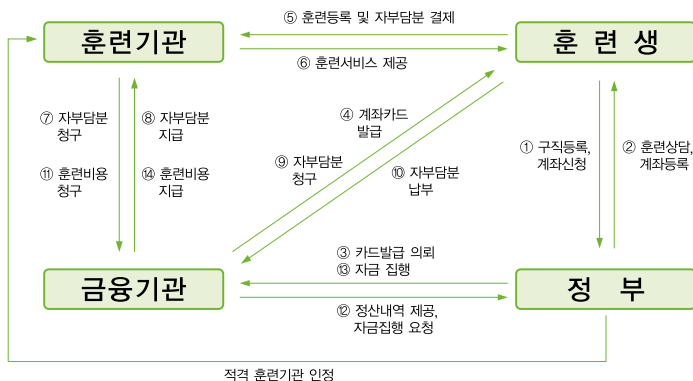 ⑤ 훈련등록 및 자부담분 결제
훈련기관
훈 련 생
⑥ 훈련서비스 제공
⑦ 자부담분
청구
⑧ 자부담분
지급
④ 계좌카드
발급
① 구직등록,
계좌신청
② 훈련상담,
계좌등록
⑪ 훈련비용
청구
⑭ 훈련비용
지급
⑨ 자부담분
청구
⑩ 자부담분
납부
③ 카드발급 의뢰
⑬ 자금 집행
금융기관
정 부
⑫ 정산내역 제공,
자금집행 요청
적격 훈련기관 인정